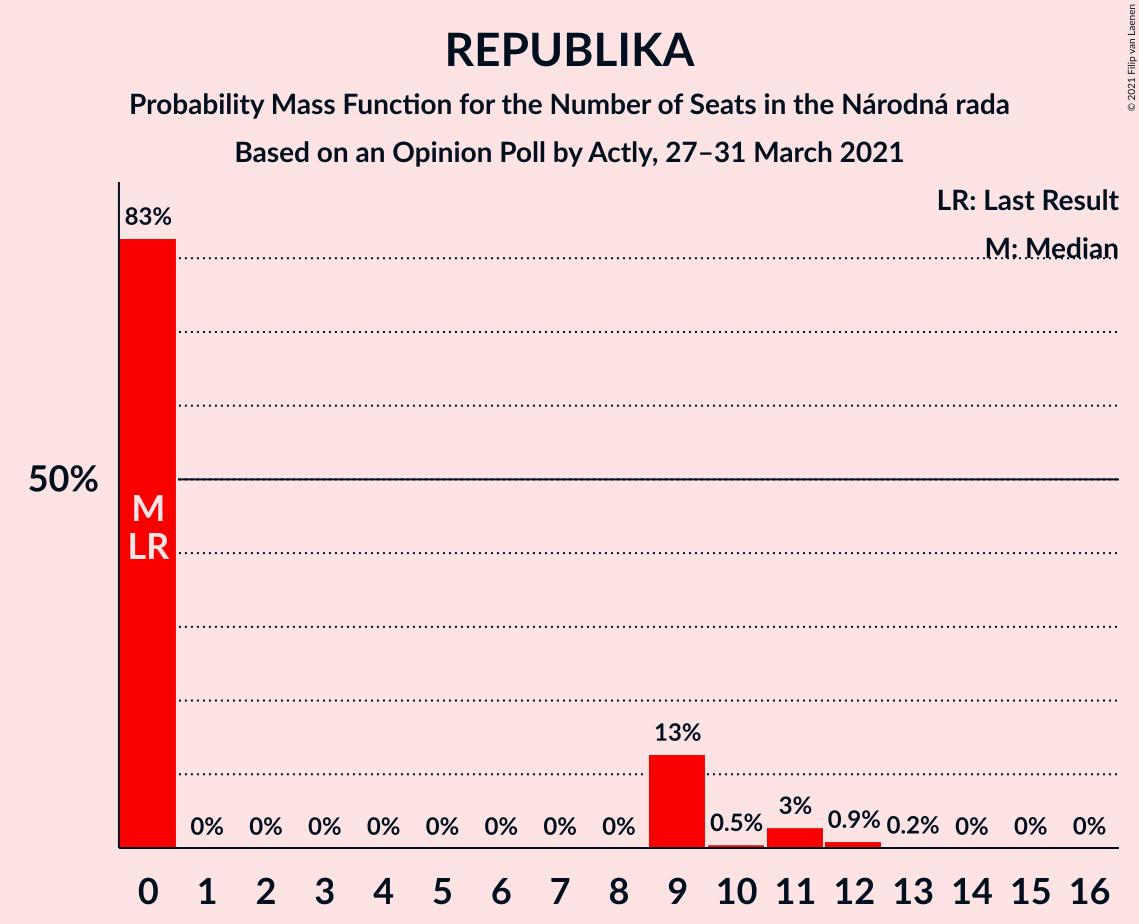 REPUBLIKA
Probability Mass Function for the Number of Seats in the Národná rada
Based on an Opinion Poll by Actly, 27–31 March 2021
© 2021 Filip van Laenen
LR: Last Result
M: Median
83%
50%
M
LR
0% 0% 0% 0% 0% 0% 0% 0% 13% 0.5% 3% 0.9% 0.2% 0% 0% 0%
0 1 2 3 4 5 6 7 8 9 10 11 12 13 14 15 16